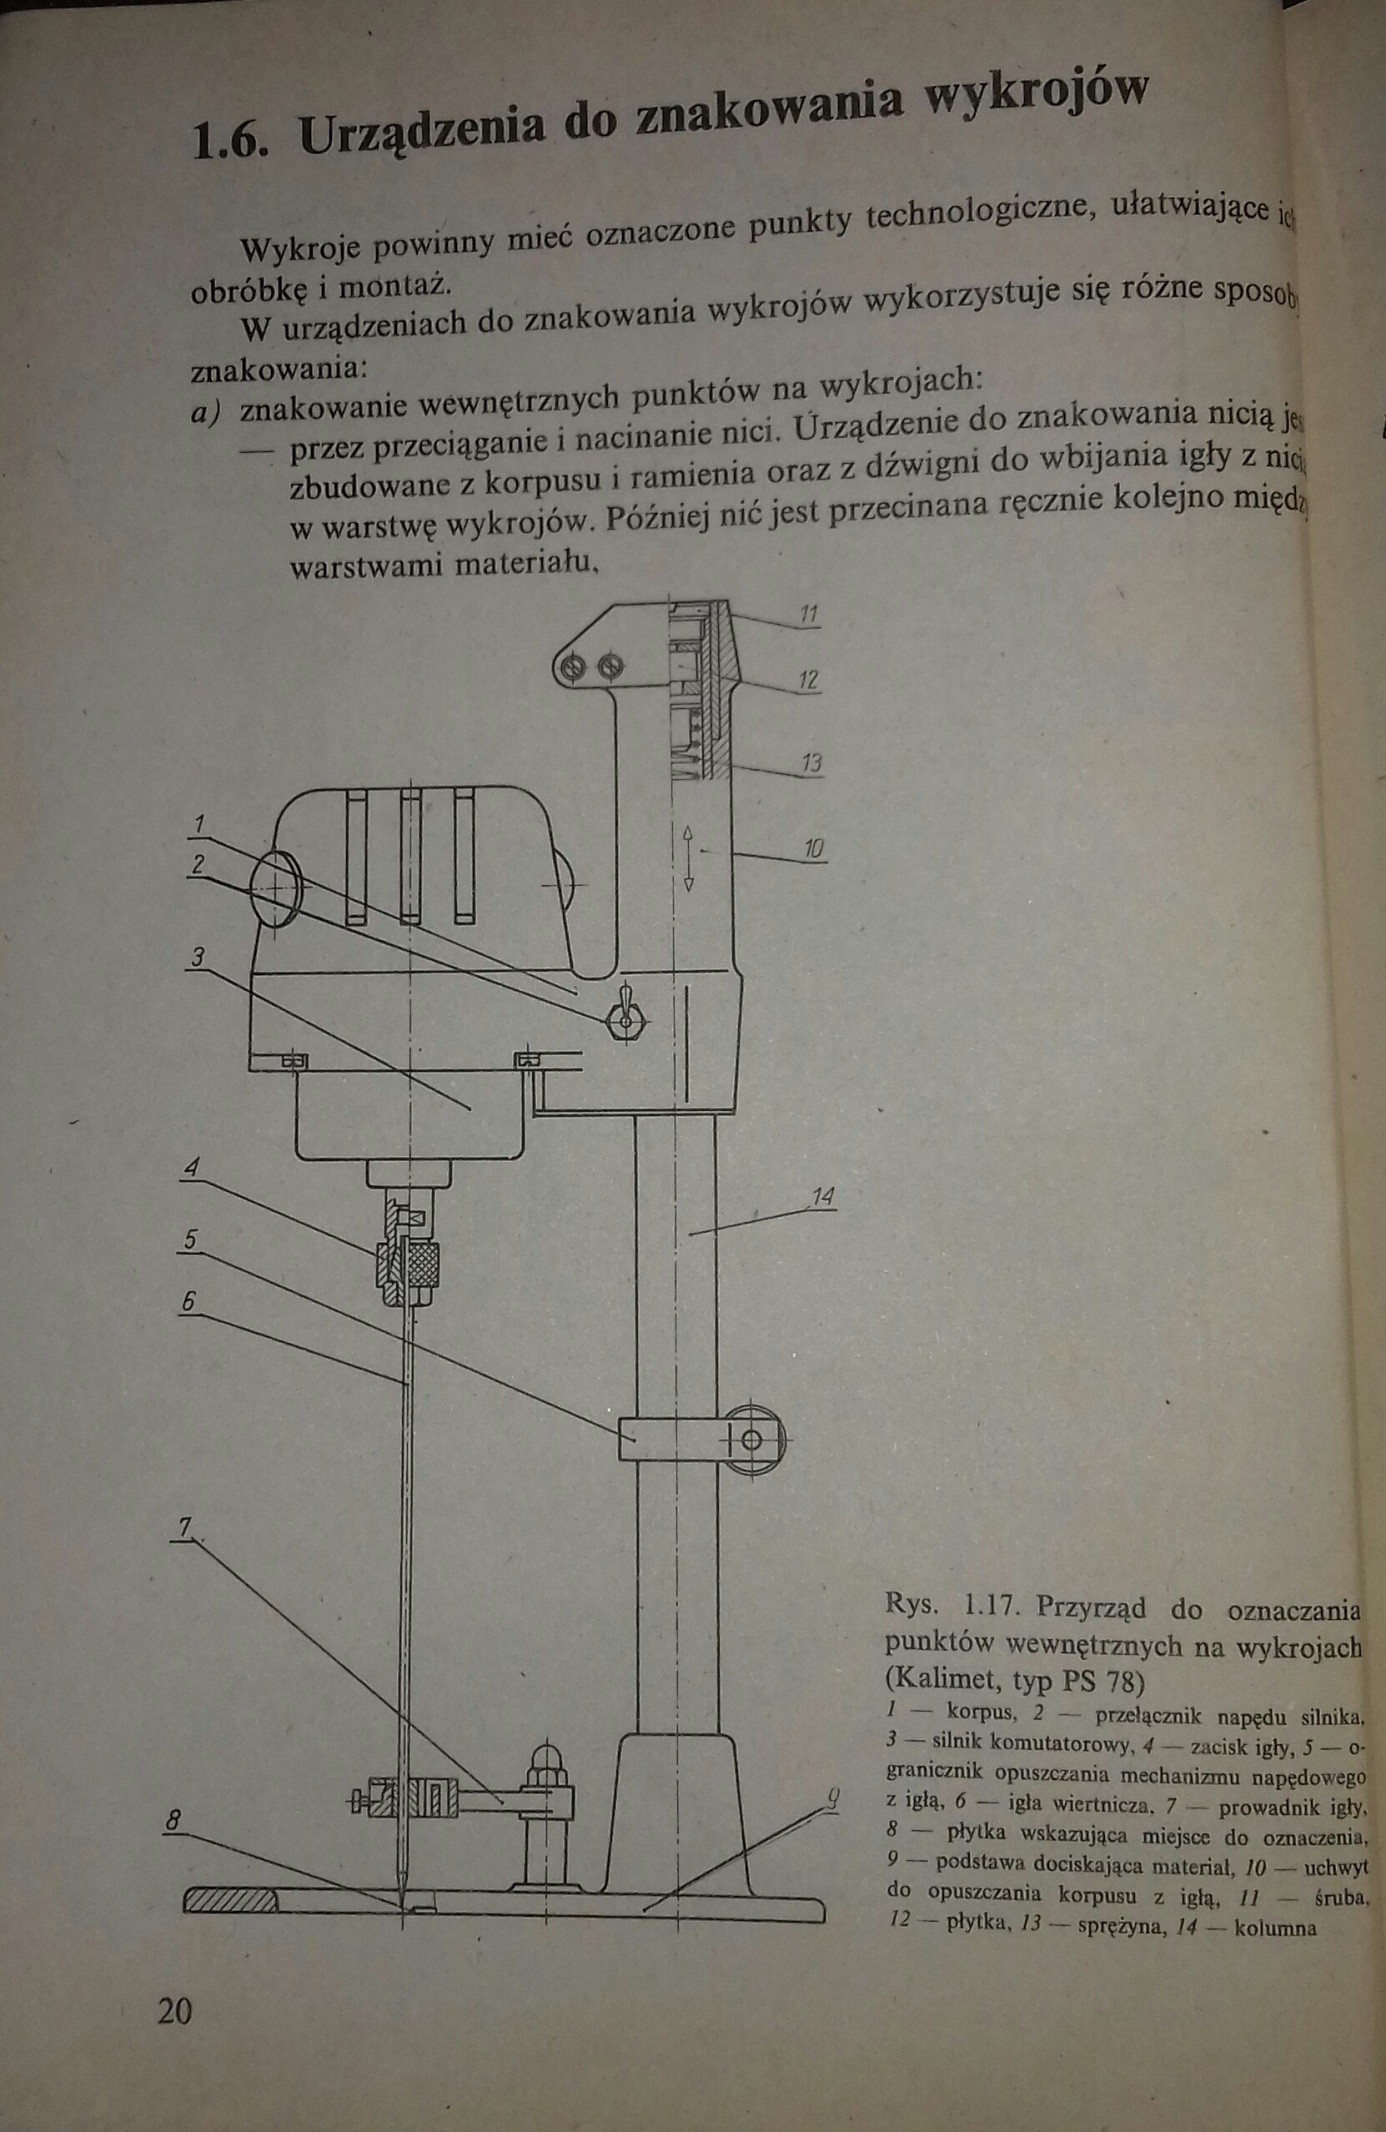 1.6. Urządzenia do znakowania wykrojów
Wykroje powinny mieć oznaczone punkty technologiczne, ułatwiające
obróbkę i montaż.
W urządzeniach do znakowania wykrojów wykorzystuje się różne
znakowania:
a) znakowanie wewnętrznych punktów na wykrojach:
— przez przeciąganie i nacinanie nici. Urządzenie do znakowania nicią
zbudowane z korpusu i ramienia oraz z dźwigni do wbijania igły z
w warstwę wykrojów. Później nić jest przecinana ręcznie kolejno
warstwami materiału,
11
12
13
10
1
2
3
4
14
5
6
7
8
9
Rys. 1.17. Przyrząd do oznaczania
punktów wewnętrznych na wykrojach
(Kalimet, typ PS 78)
1 — korpus, 2 — przełącznik napędu silnika,
3 — silnik komutatorowy, 4 — zacisk igły, 5 — o-
granicznik opuszczania mechanizmu napędowego
z igłą, 6 — igła wiertnicza, 7 — prowadnik igły,
8 — płytka wskazująca miejsce do oznaczenia,
9 — podstawa dociskająca materiał, 10 — uchwyt
do opuszczania korpusu z igłą, 11 — śruba,
12 — płytka, 13 — sprężyna, 14 — kolumna
20